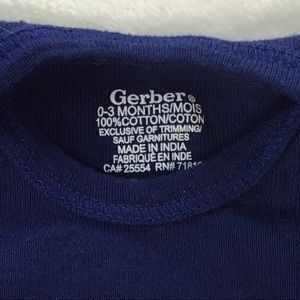 Gerber®
0-3 MONTHS/MOIS
100%COTTON/COTON
EXCLUSIVE OF TRIMMING/
SAUF GARNITURES
MADE IN INDIA
FABRIQUÉ EN INDE
CA# 25554 RN#